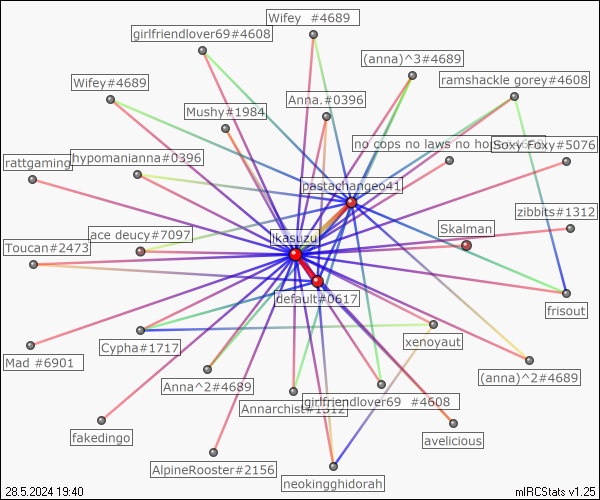 Wifey  #4689
girlfriendlover69#4608
(anna)^3#4689
ramshackle gorey#4608
Wifey#4689
Anna.#0396
Mushy#1984
no cops no laws no
Soxy Foxy#5076
rattgaming
hypomanianna#0396
pastachangeo41
zibbits#1312
ace deucy#7097
Ikasuzu
Skalman
Toucan#2473
default#0617
frisout
Cypha#1717
xenoyaut
Mad #6901
(anna)^2#4689
Anna^2#4689
girlfriendlover69  #4608
Annarchist#1312
fakedingo
avelicious
AlpineRooster#2156
neokingghidorah
28.5.2024 19:40
mIRCStats v1.25